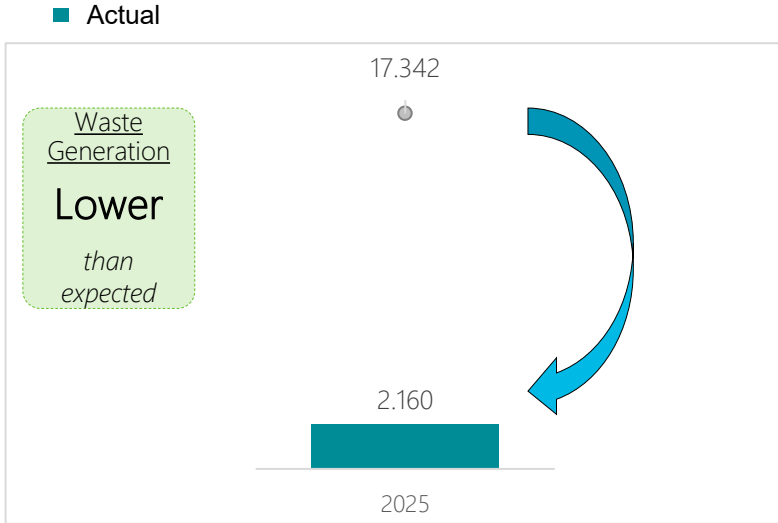 Actual
17.342
Waste
Generation
Lower
than
expected
2.160
2025